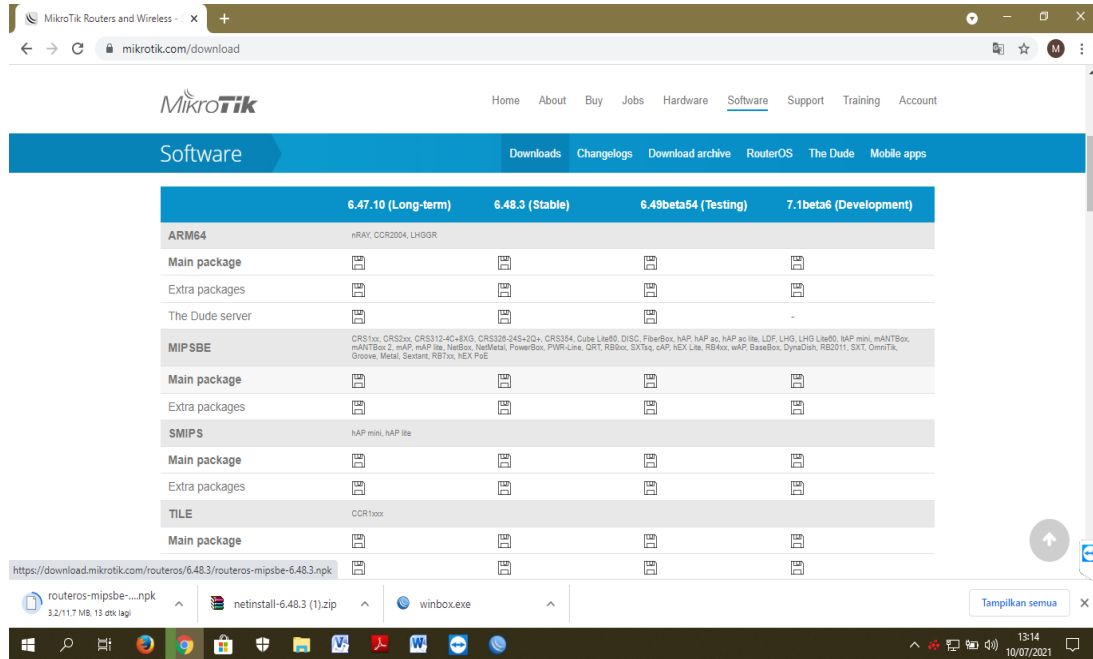 MikroTik Routers and Wireless - S
mikrotik.com/download
M
MikroTik
Home About Buy Jobs Hardware Software Support Training Account
Software
Downloads Changelogs Download archive RouterOS The Dude Mobile apps
6.47.10 (Long-term) 6.48.3 (Stable) 6.49beta54 (Testing) 7.1beta6 (Development)
ARM64 nRAY, CCR2004, LHGGR
Main package
Extra packages
The Dude server -
MIPSBE CRS1xx, CRS2xx, CRS312-4C+8XG, CRS326-24S+2Q+, CRS354, Cube Lite60, DISC, FiberBox, hAP, hAP ac, hAP ac lite, LDF, LHG, LHG Lite60, ltAP mini, mANTBox,
mANTBox 2, mAP, mAP lite, NetBox, NetMetal, PowerBox, PWR-Line, QRT, RB9xx, SXTsq, cAP, hEX Lite, RB4xx, wAP, BaseBox, DynaDish, RB2011, SXT, OmniTik,
Groove, Metal, Sextant, RB7xx, hEX PoE
Main package
Extra packages
SMIPS hAP mini, hAP lite
Main package
Extra packages
TILE CCR1xxx
Main package
https://download.mikrotik.com/routeros/6.48.3/routeros-mipsbe-6.48.3.npk
routeros-mipsbe-....npk
3,2/11,7 MB, 13 dtk lagi
netinstall-6.48.3 (1).zip
winbox.exe
Tampilkan semua
13:14
10/07/2021